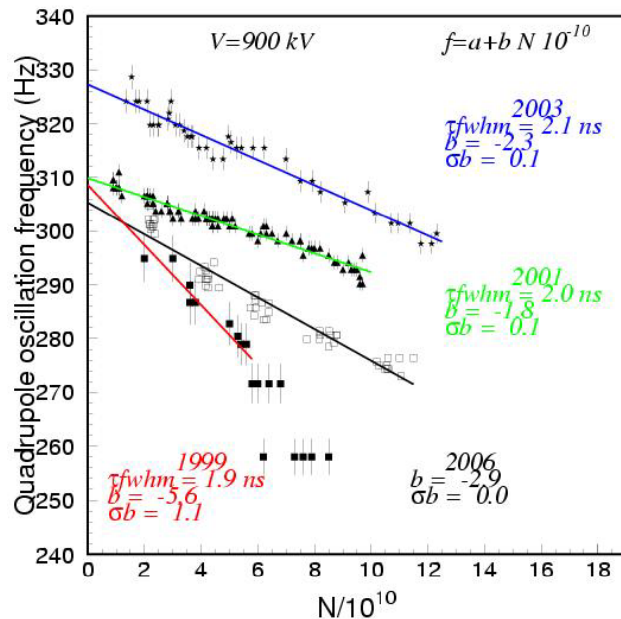 V=900 kV
f=a+b N 10^-10
Quadrupole oscillation frequency (Hz)
340
330
320
310
300
290
280
270
260
250
240
2003
τfwhm = 2.1 ns
b = -2.3
σb = 0.1
2001
τfwhm = 2.0 ns
b = -1.8
σb = 0.1
1999
τfwhm = 1.9 ns
b = -5.6
σb = 1.1
2006
b = -2.9
σb = 0.0
0 2 4 6 8 10 12 14 16 18
N/10^10